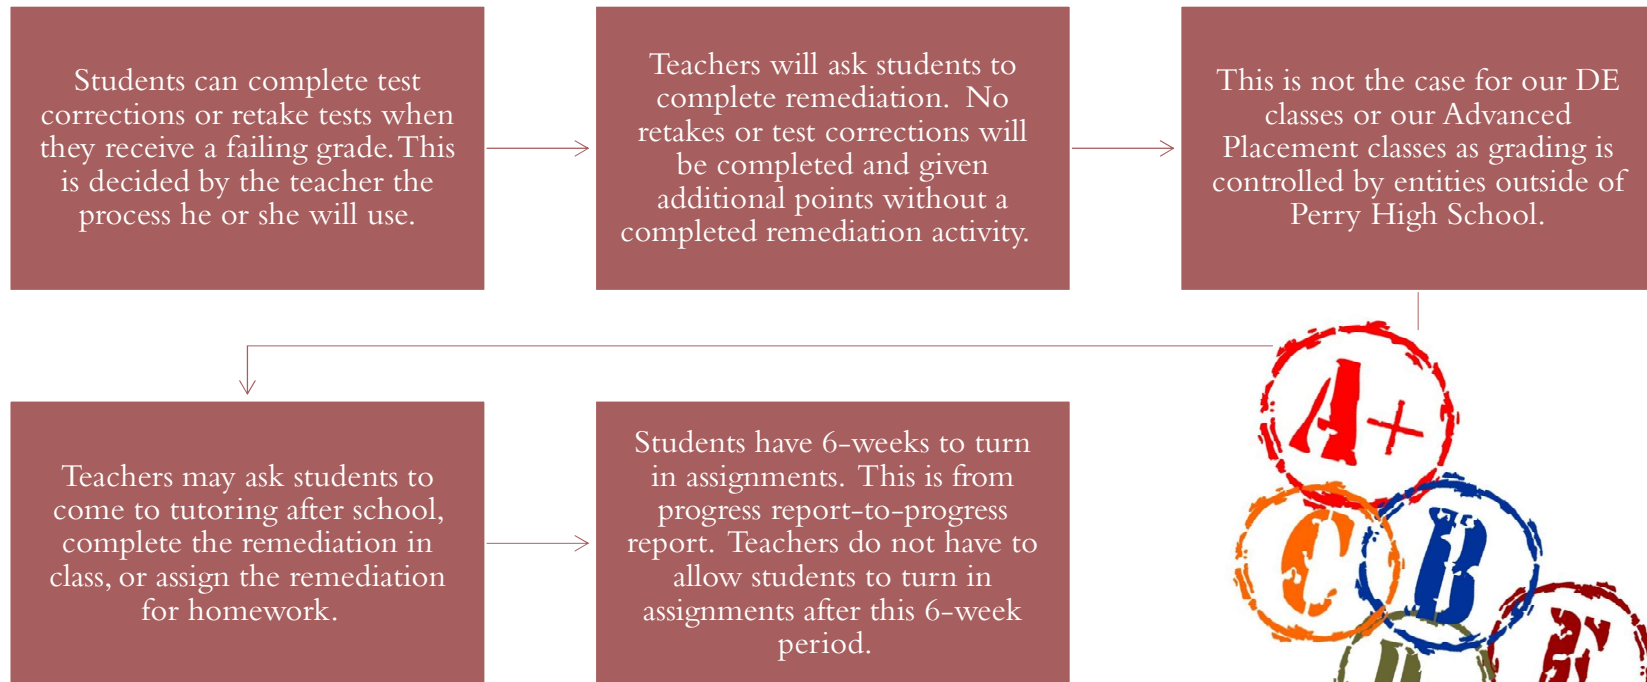 Students can complete test
corrections or retake tests when
they receive a failing grade. This
is decided by the teacher the
process he or she will use.
Teachers will ask students to
complete remediation. No
retakes or test corrections will
be completed and given
additional points without a
completed remediation activity.
This is not the case for our DE
classes or our Advanced
Placement classes as grading is
controlled by entities outside of
Perry High School.
Teachers may ask students to
come to tutoring after school,
complete the remediation in
class, or assign the remediation
for homework.
Students have 6-weeks to turn
in assignments. This is from
progress report-to-progress
report. Teachers do not have to
allow students to turn in
assignments after this 6-week
period.
A+
C
B
D
F